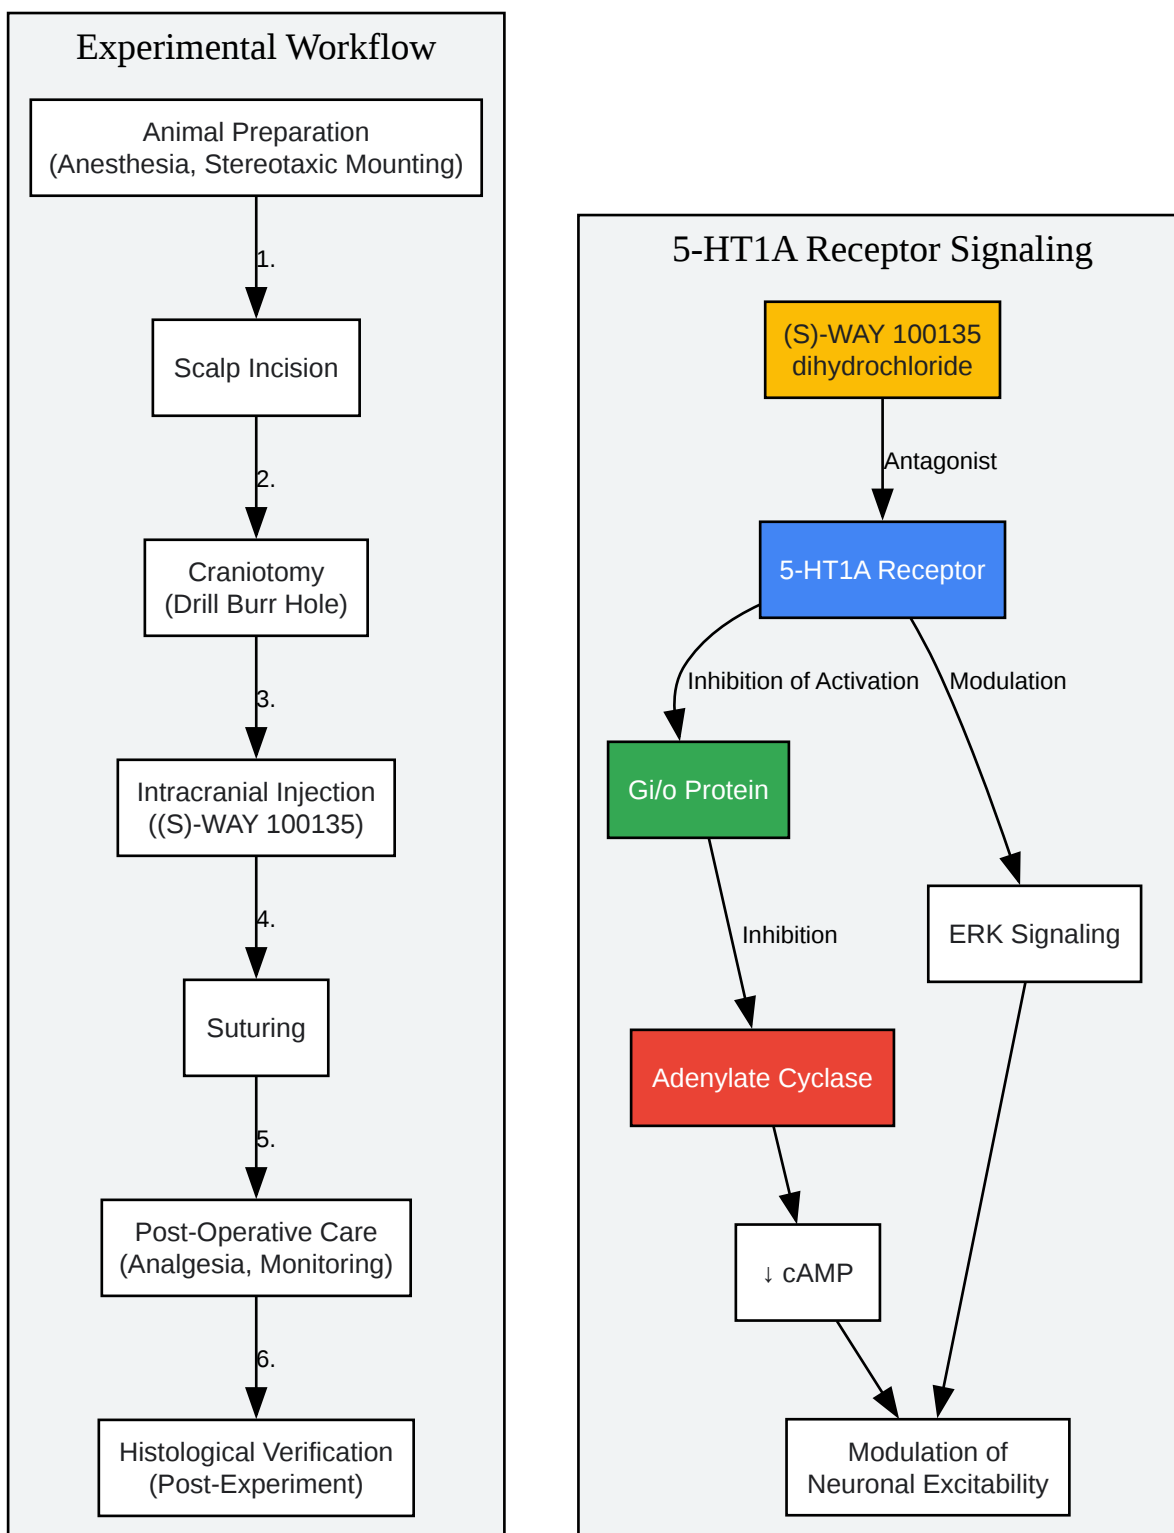 Experimental Workflow
Animal Preparation
(Anesthesia, Stereotaxic Mounting)
1.
Scalp Incision
2.
Craniotomy
(Drill Burr Hole)
3.
Intracranial Injection
((S)-WAY 100135)
4.
Suturing
5.
Post-Operative Care
(Analgesia, Monitoring)
6.
Histological Verification
(Post-Experiment)
5-HT1A Receptor Signaling
(S)-WAY 100135
dihydrochloride
Antagonist
5-HT1A Receptor
Inhibition of Activation
Modulation
Gi/o Protein
Inhibition
ERK Signaling
Adenylate Cyclase
↓ cAMP
Modulation of
Neuronal Excitability